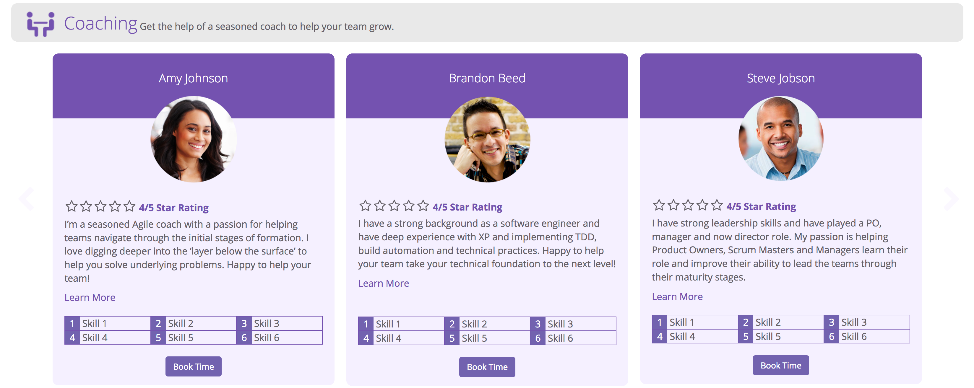 Coaching Get the help of a seasoned coach to help your team grow.
Amy Johnson
4/5 Star Rating
I'm a seasoned Agile coach with a passion for helping
teams navigate through the initial stages of formation. I
love digging deeper into the 'layer below the surface' to
help you solve underlying problems. Happy to help your
team!
Learn More
1 Skill 1 2 Skill 2 3 Skill 3
4 Skill 4 5 Skill 5 6 Skill 6
Book Time
Brandon Beed
4/5 Star Rating
I have a strong background as a software engineer and
have deep experience with XP and implementing TDD,
build automation and technical practices. Happy to help
your team take your technical foundation to the next level!
Learn More
1 Skill 1 2 Skill 2 3 Skill 3
4 Skill 4 5 Skill 5 6 Skill 6
Book Time
Steve Jobson
4/5 Star Rating
I have strong leadership skills and have played a PO,
manager and now director role. My passion is helping
Product Owners, Scrum Masters and Managers learn their
role and improve their ability to lead the teams through
their maturity stages.
Learn More
1 Skill 1 2 Skill 2 3 Skill 3
4 Skill 4 5 Skill 5 6 Skill 6
Book Time